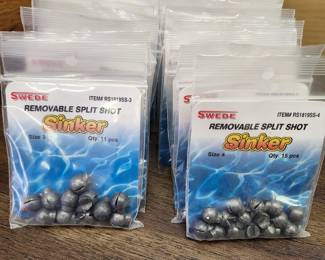 SWEDE
ITEM# RS1819SS-3
REMOVABLE SPLIT SHOT
Sinker
Size 3
Qty. 11 pcs
SWEDE
ITEM# RS1819SS-4
REMOVABLE SPLIT SHOT
Sinker
Size 4
Qty. 15 pcs